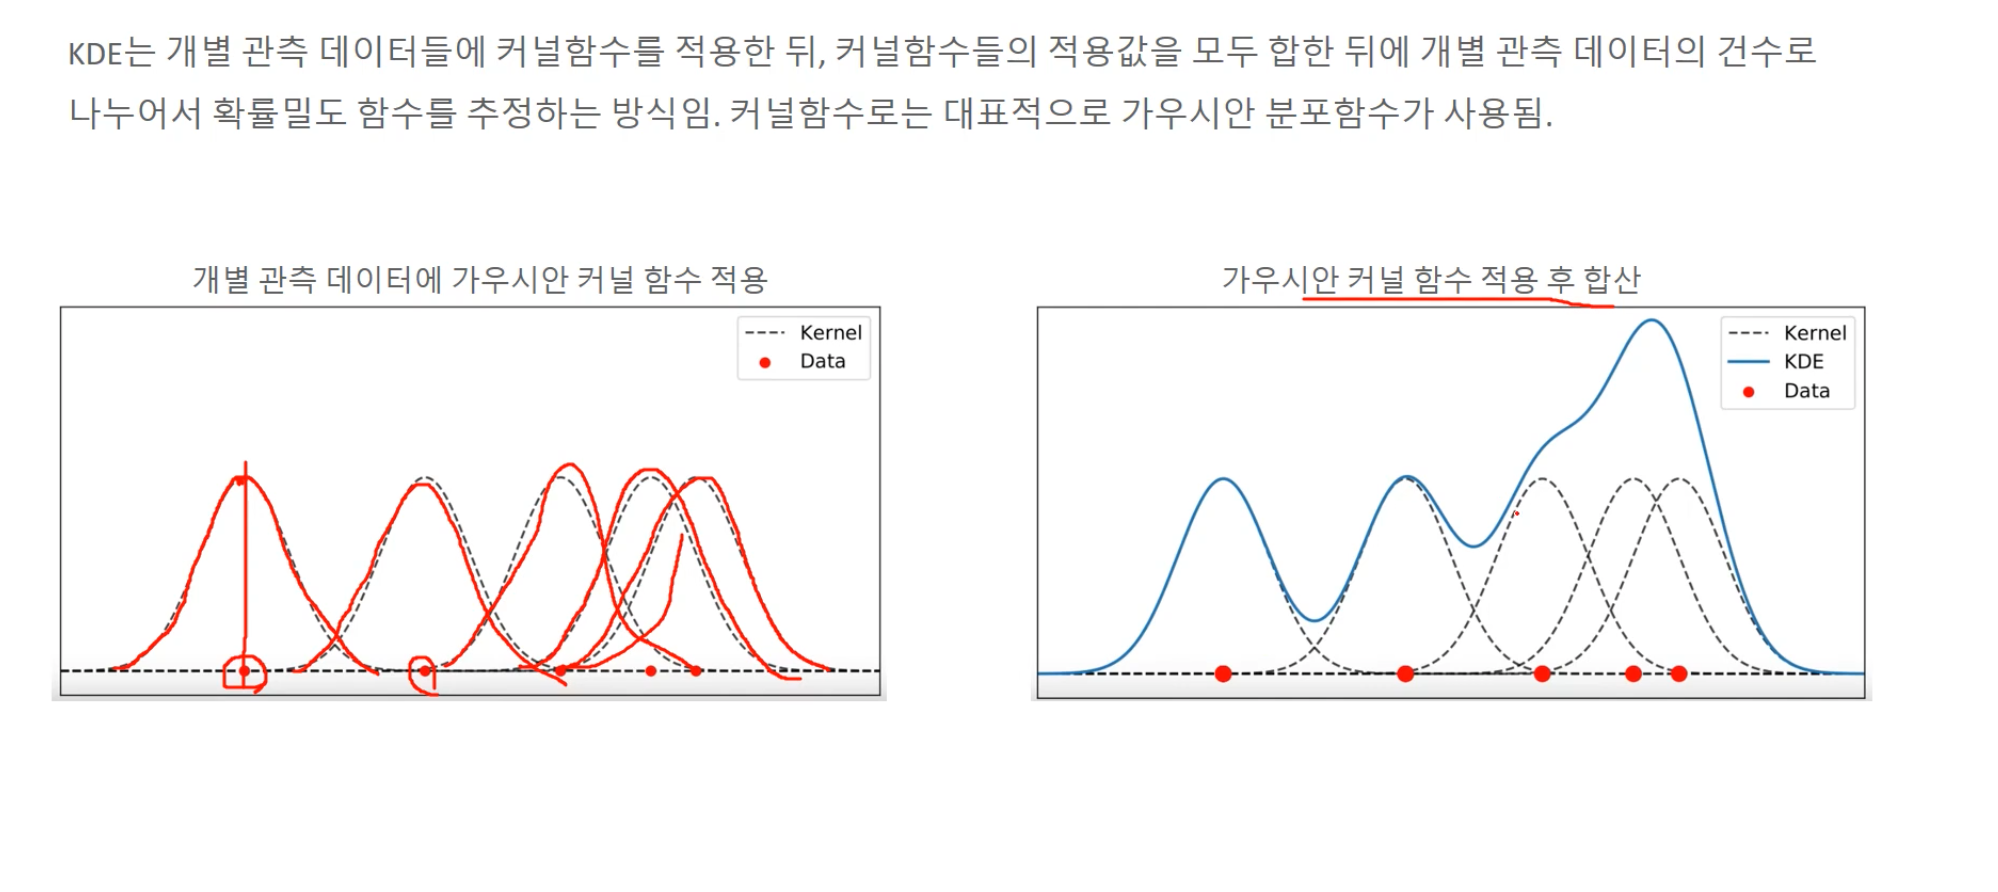 KDE는 개별 관측 데이터들에 커널함수를 적용한 뒤, 커널함수들의 적용값을 모두 합한 뒤에 개별 관측 데이터의 건수로
나누어서 확률밀도 함수를 추정하는 방식임. 커널함수로는 대표적으로 가우시안 분포함수가 사용됨.
개별 관측 데이터에 가우시안 커널 함수 적용
Kernel
Data
가우시안 커널 함수 적용 후 합산
Kernel
KDE
Data